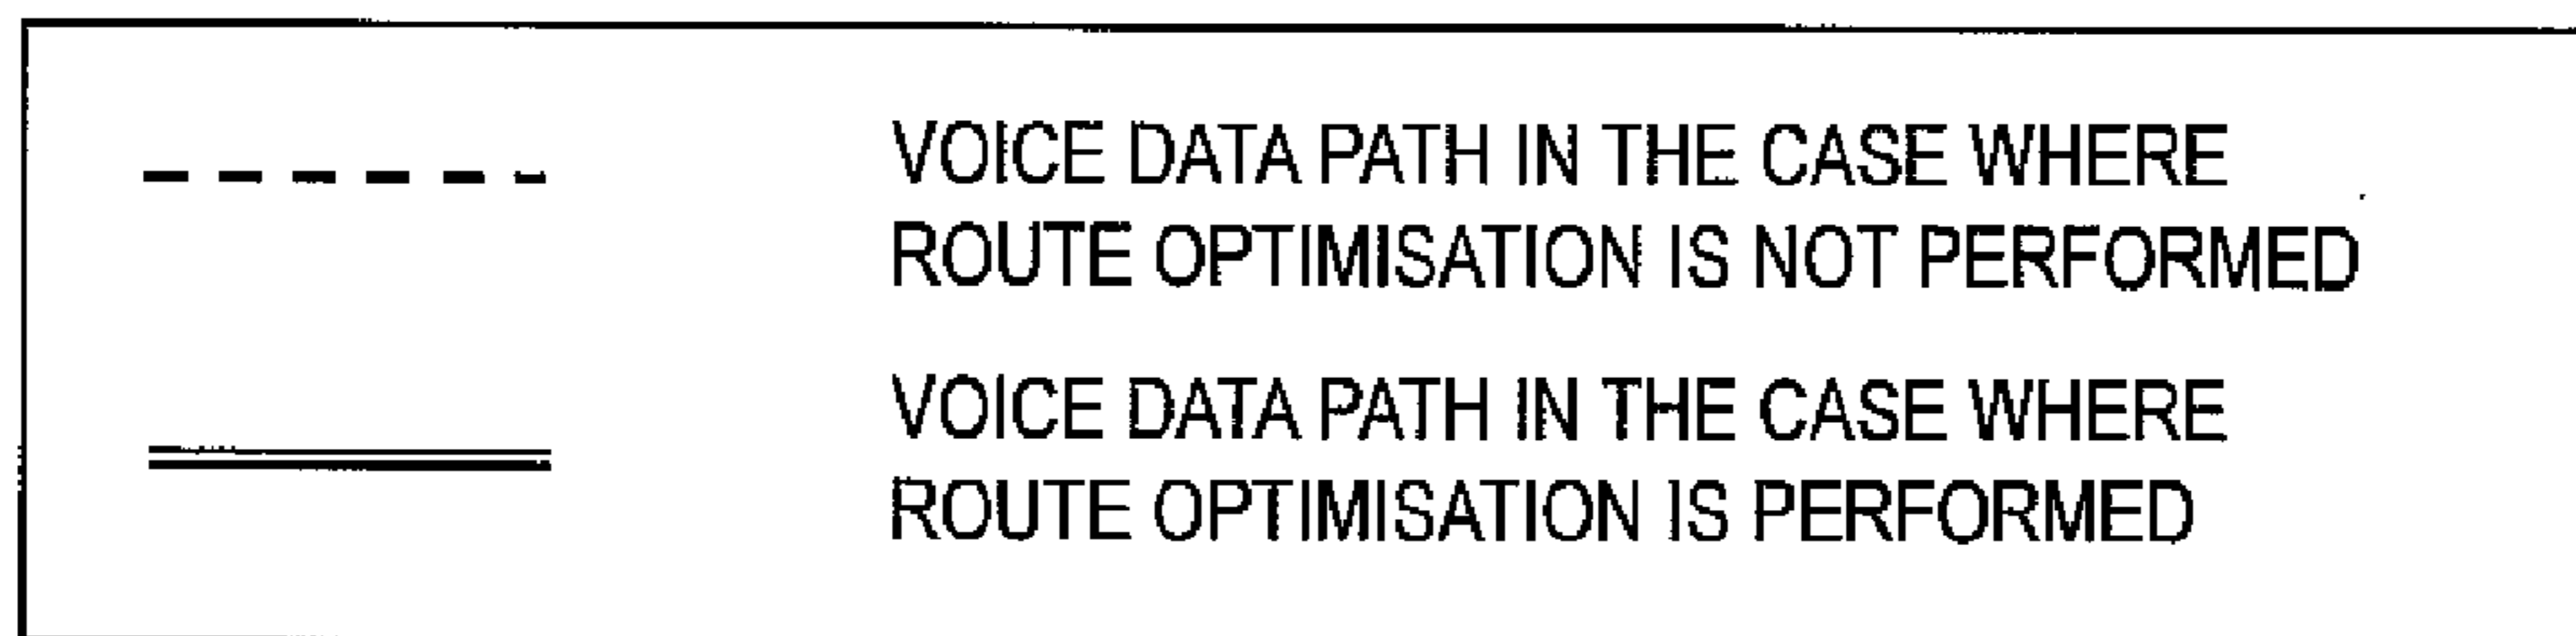 VOICE DATA PATH IN THE CASE WHERE
ROUTE OPTIMISATION IS NOT PERFORMED
VOICE DATA PATH IN THE CASE WHERE
ROUTE OPTIMISATION IS PERFORMED